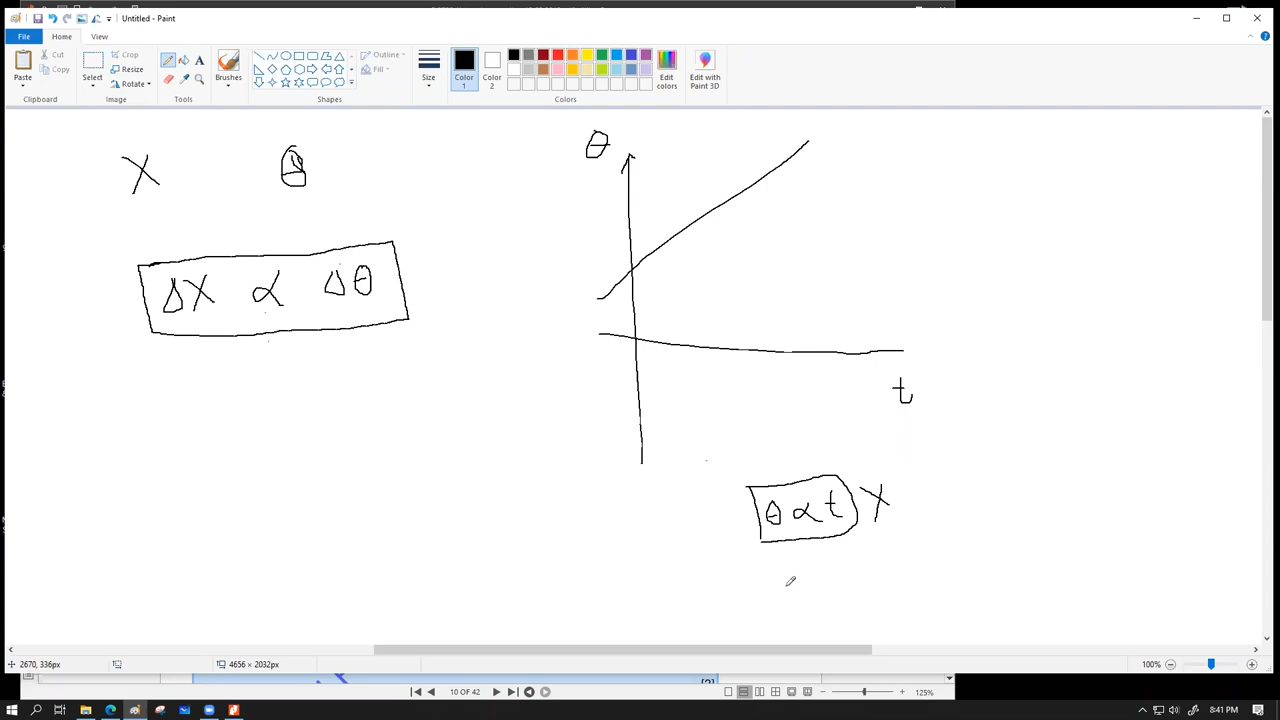 Untitled - Paint
File Home View
Paste
Cut
Copy
Clipboard
Select
Crop
Resize
Rotate
Image
Tools
Brushes
Shapes
Outline
Fill
Size
Color 1
Color 2
Colors
Edit colors
Edit with Paint 3D
X θ
ΔX ∝ Δθ
θ
t
θ ∝ t X
2670, 336px
4656 × 2032px
100%
[2]
10 OF 42
125%
8:41 PM